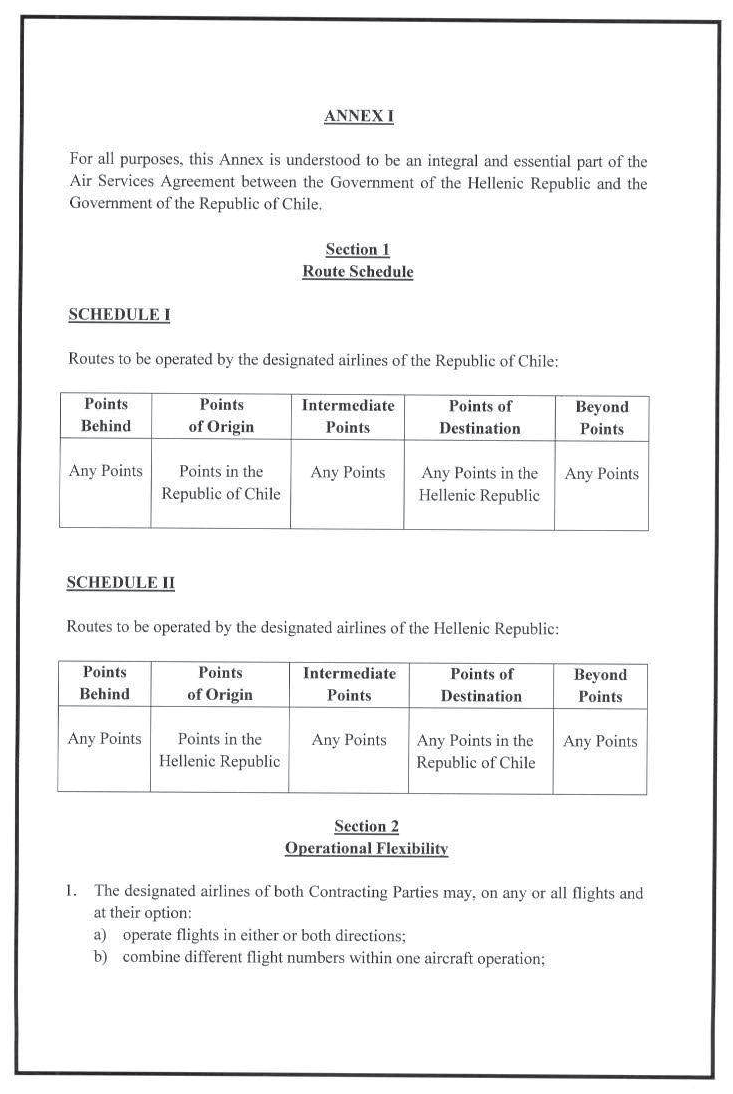 ANNEX I
For all purposes, this Annex is understood to be an integral and essential part of the
Air Services Agreement between the Government of the Hellenic Republic and the
Government of the Republic of Chile.
Section 1
Route Schedule
SCHEDULE I
Routes to be operated by the designated airlines of the Republic of Chile:
Points Points Intermediate Points of Beyond
Behind of Origin Points Destination Points
Any Points Points in the Any Points Any Points in the Any Points
Republic of Chile Hellenic Republic
SCHEDULE II
Routes to be operated by the designated airlines of the Hellenic Republic:
Points Points Intermediate Points of Beyond
Behind of Origin Points Destination Points
Any Points Points in the Any Points Any Points in the Any Points
Hellenic Republic Republic of Chile
Section 2
Operational Flexibility
1. The designated airlines of both Contracting Parties may, on any or all flights and
at their option:
a) operate flights in either or both directions;
b) combine different flight numbers within one aircraft operation;